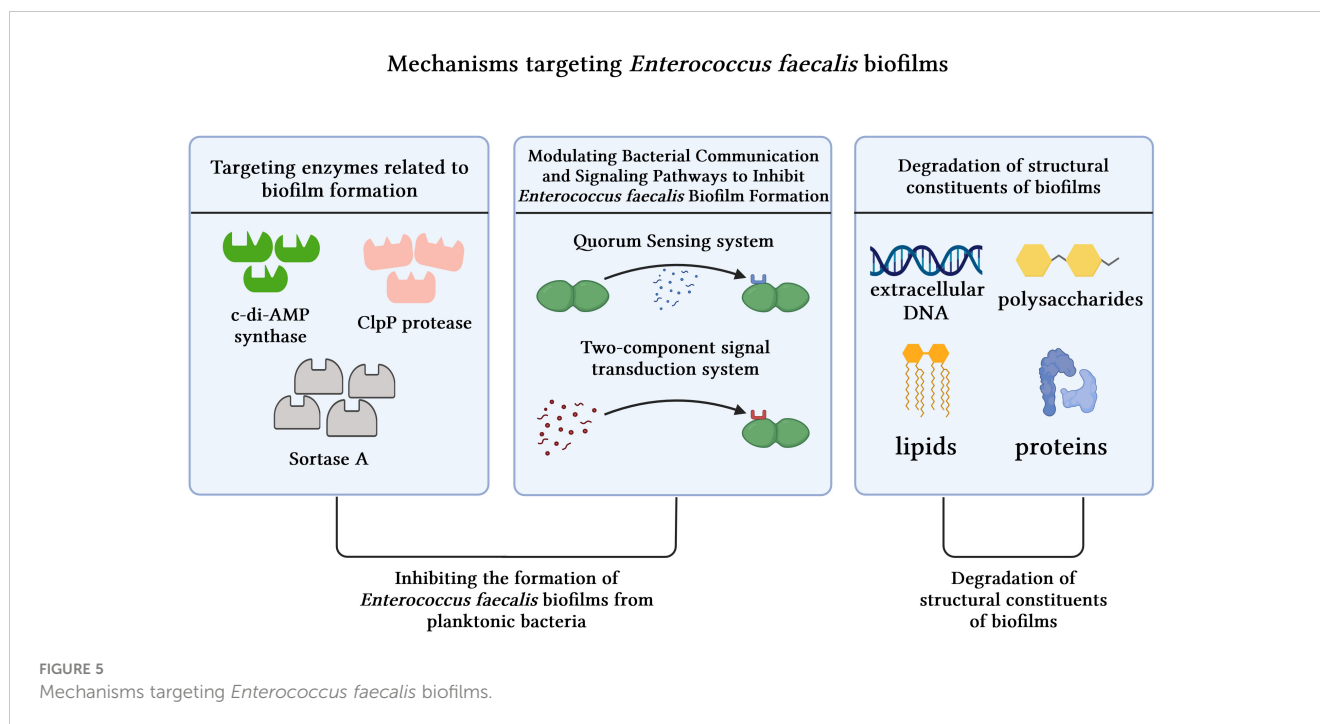 Mechanisms targeting Enterococcus faecalis biofilms
Targeting enzymes related to
biofilm formation
c-di-AMP
synthase
ClpP protease
Sortase A
Modulating Bacterial Communication
and Signaling Pathways to Inhibit
Enterococcus faecalis Biofilm Formation
Quorum Sensing system
Two-component signal
transduction system
Degradation of structural
constituents of biofilms
extracellular
DNA
polysaccharides
lipids
proteins
Inhibiting the formation of
Enterococcus faecalis biofilms from
planktonic bacteria
Degradation of
structural constituents
of biofilms
FIGURE 5
Mechanisms targeting Enterococcus faecalis biofilms.